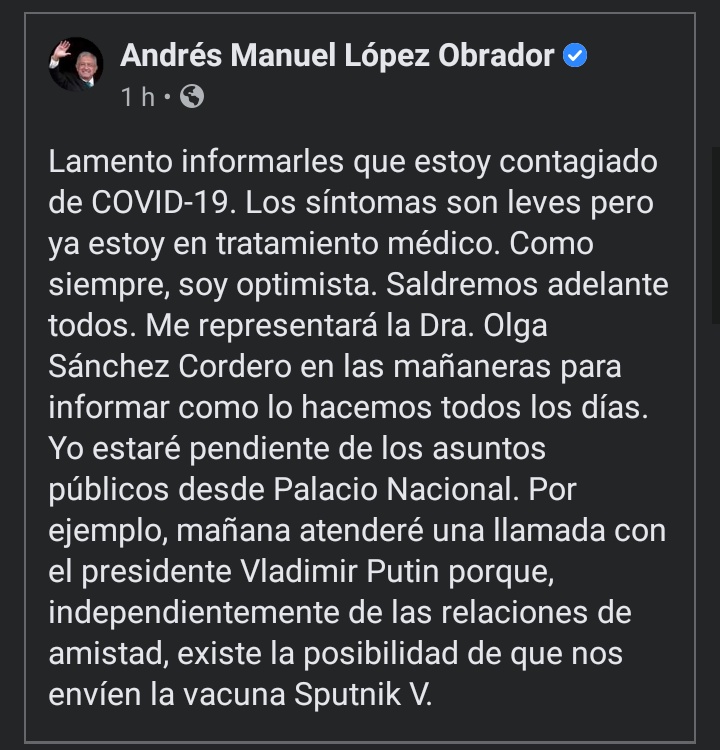 Andrés Manuel López Obrador
1 h •
Lamento informarles que estoy contagiado
de COVID-19. Los síntomas son leves pero
ya estoy en tratamiento médico. Como
siempre, soy optimista. Saldremos adelante
todos. Me representará la Dra. Olga
Sánchez Cordero en las mañaneras para
informar como lo hacemos todos los días.
Yo estaré pendiente de los asuntos
públicos desde Palacio Nacional. Por
ejemplo, mañana atenderé una llamada con
el presidente Vladimir Putin porque,
independientemente de las relaciones de
amistad, existe la posibilidad de que nos
envíen la vacuna Sputnik V.